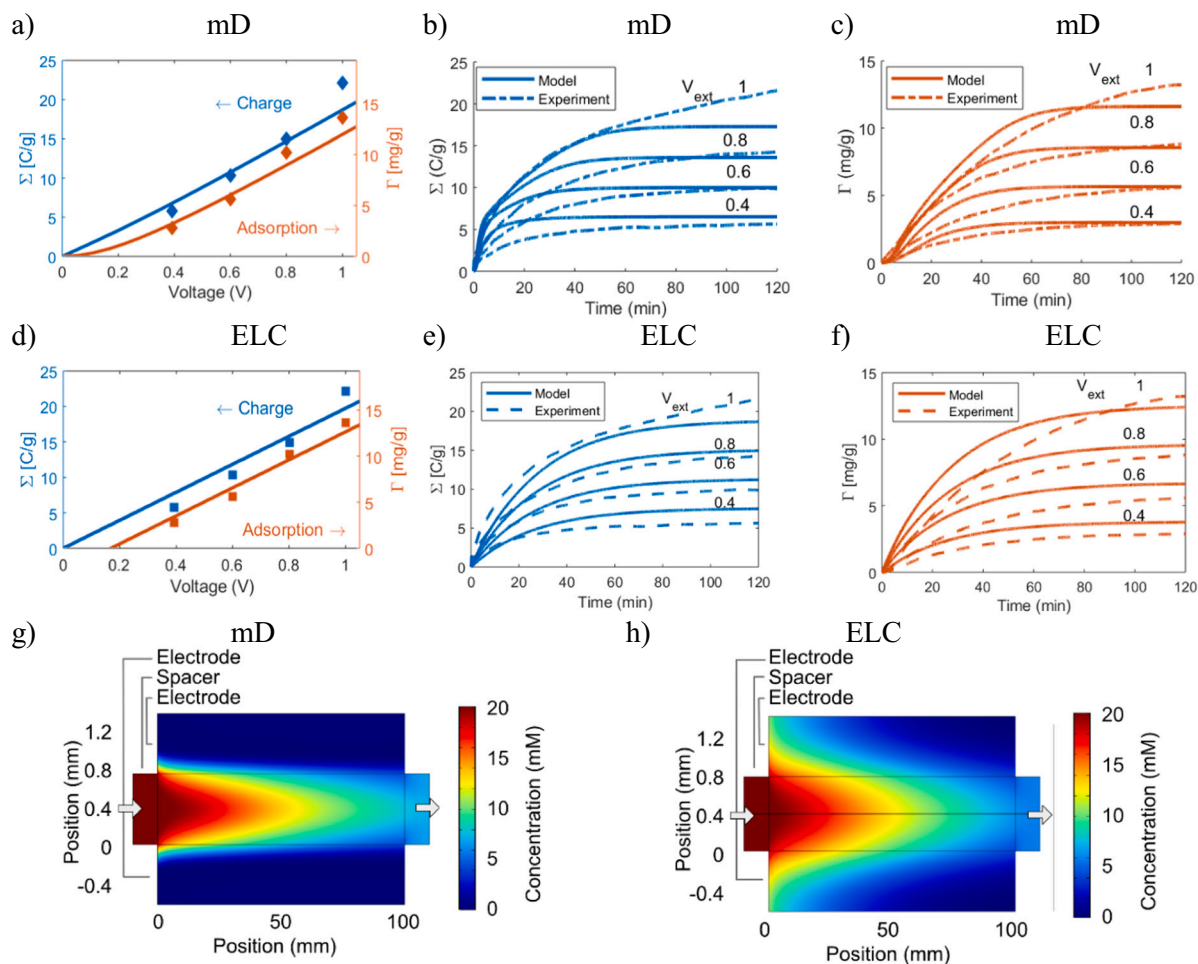 a) mD
Σ [C/g]
25
20
15
10
5
0
← Charge
Adsorption →
15
10
5
0
Γ [mg/g]
0 0.2 0.4 0.6 0.8 1
Voltage (V)
b) mD
Σ (C/g)
25
20
15
10
5
0
Model
Experiment
V_ext 1
0.8
0.6
0.4
0 20 40 60 80 100 120
Time (min)
c) mD
Γ (mg/g)
15
10
5
0
Model
Experiment
V_ext 1
0.8
0.6
0.4
0 20 40 60 80 100 120
Time (min)
d) ELC
Σ [C/g]
25
20
15
10
5
0
← Charge
Adsorption →
15
10
5
0
Γ [mg/g]
0 0.2 0.4 0.6 0.8 1
Voltage (V)
e) ELC
Σ [C/g]
25
20
15
10
5
0
Model
Experiment
V_ext 1
0.8
0.6
0.4
0 20 40 60 80 100 120
Time (min)
f) ELC
Γ [mg/g]
15
10
5
0
Model
Experiment
V_ext 1
0.8
0.6
0.4
0 20 40 60 80 100 120
Time (min)
g) mD
Electrode
Spacer
Electrode
Position (mm)
1.2
0.8
0.4
0
-0.4
0 50 100
Position (mm)
20
15
10
5
0
Concentration (mM)
h) ELC
Electrode
Spacer
Electrode
Position (mm)
1.2
0.8
0.4
0
-0.4
0 50 100
Position (mm)
20
15
10
5
0
Concentration (mM)